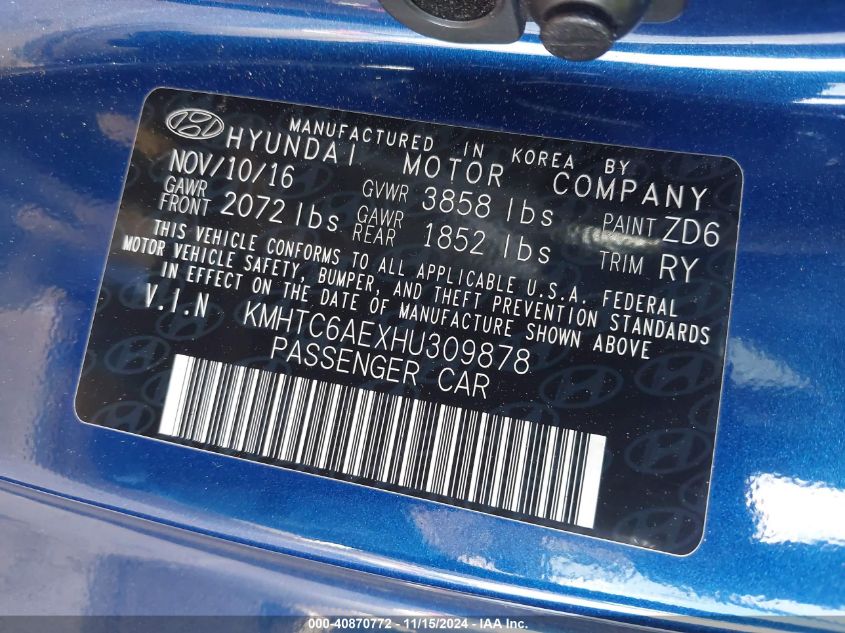 MANUFACTURED IN KOREA BY
HYUNDAI MOTOR COMPANY
NOV/10/16 GVWR 3858 lbs PAINT ZD6
GAWR FRONT 2072 lbs GAWR REAR 1852 lbs TRIM RY
THIS VEHICLE CONFORMS TO ALL APPLICABLE U.S.A. FEDERAL
MOTOR VEHICLE SAFETY, BUMPER, AND THEFT PREVENTION STANDARDS
IN EFFECT ON THE DATE OF MANUFACTURE SHOWN ABOVE
V.I.N KMHTC6AEXHU309878
PASSENGER CAR
000-40870772 - 11/15/2024 - IAAI, Inc.